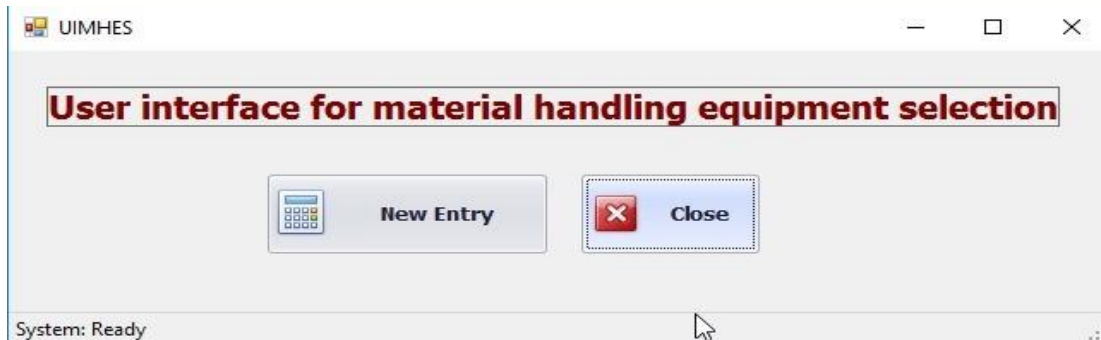 UIMHES
User interface for material handling equipment selection
New Entry
Close
System: Ready